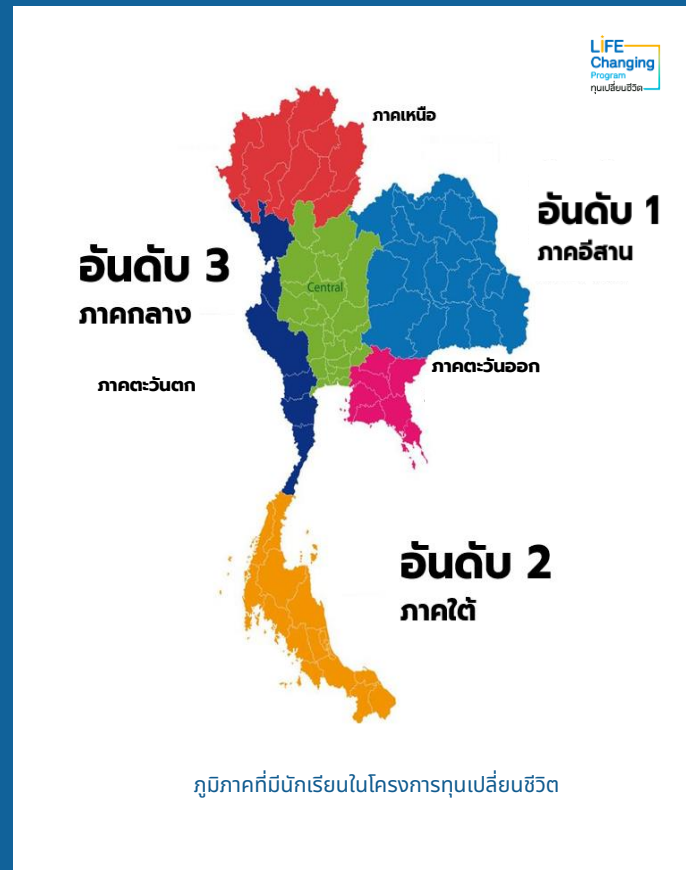 LiFE
Changing
Program
ทุนเปลี่ยนชีวิต
ภาคเหนือ
อันดับ 1
ภาคอีสาน
อันดับ 3
ภาคกลาง
Central
ภาคตะวันออก
ภาคตะวันตก
อันดับ 2
ภาคใต้
ภูมิภาคที่มีนักเรียนในโครงการทุนเปลี่ยนชีวิต